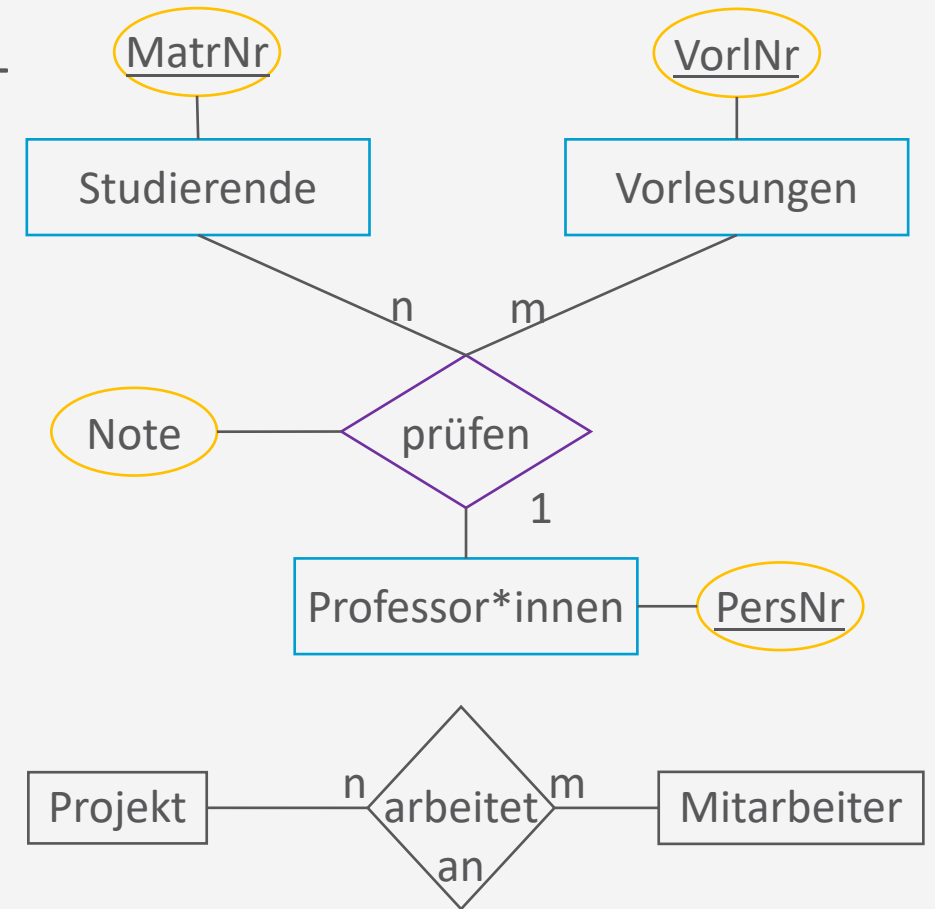 MatrNr
VorlNr
Studierende
Vorlesungen
n
m
Note
prüfen
1
Professor*innen
PersNr
n
m
Projekt
arbeitet
an
Mitarbeiter